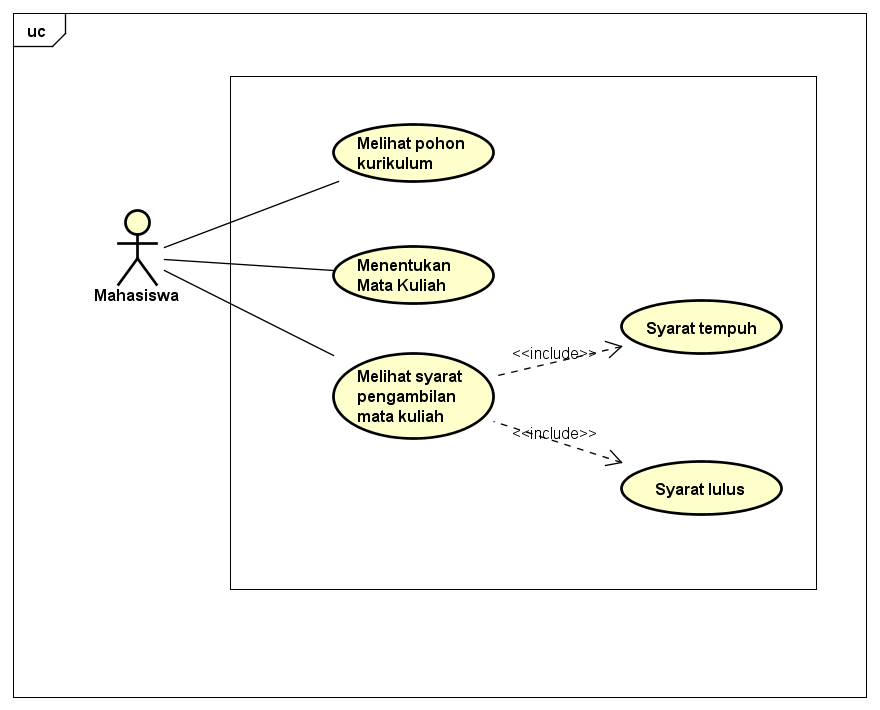 uc
Melihat pohon
kurikulum
Mahasiswa
Menentukan
Mata Kuliah
Melihat syarat
pengambilan
mata kuliah
<<include>>
Syarat tempuh
<<include>>
Syarat lulus